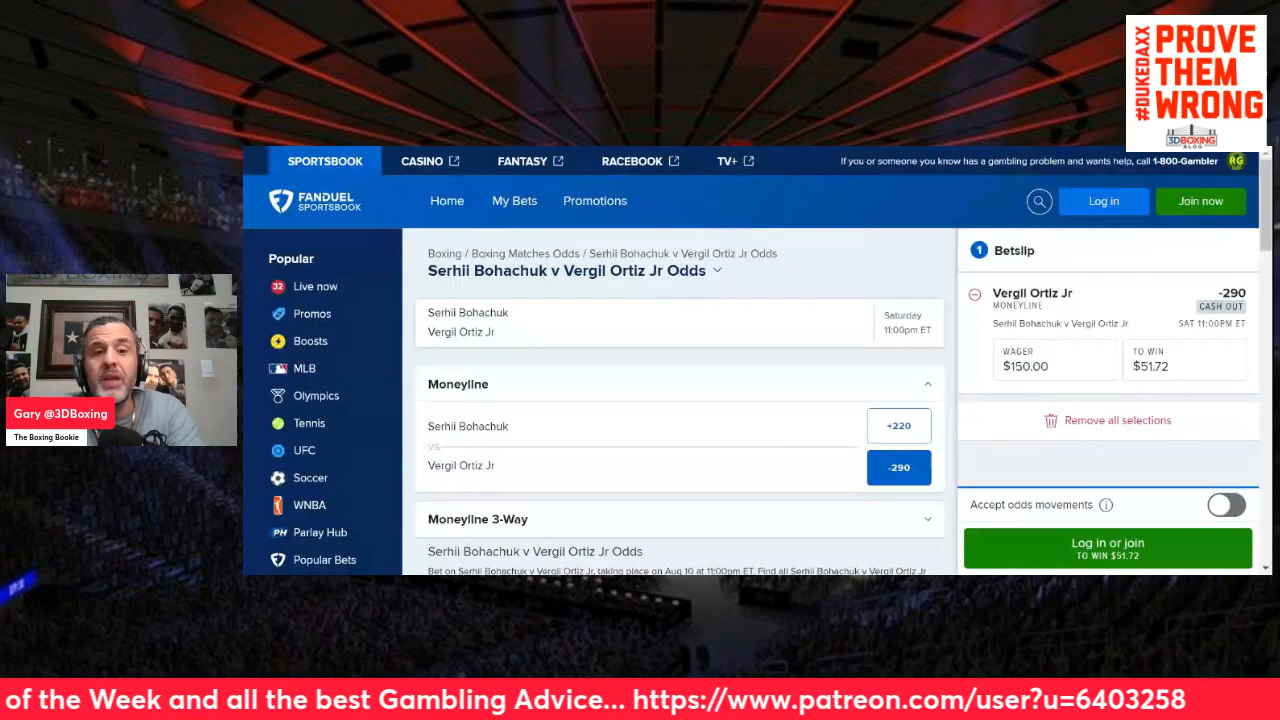 #DUKEDAXX
PROVE
THEM
WRONG
3DBOXING
BLOG
SPORTSBOOK
CASINO
FANTASY
RACEBOOK
TV+
If you or someone you know has a gambling problem and wants help, call 1-800-Gambler
RG
FANDUEL
SPORTSBOOK
Home
My Bets
Promotions
Log in
Join now
Popular
32 Live now
Promos
Boosts
MLB
Olympics
Tennis
UFC
Soccer
WNBA
PH Parlay Hub
Popular Bets
Boxing / Boxing Matches Odds / Serhii Bohachuk v Vergil Ortiz Jr Odds
Serhii Bohachuk v Vergil Ortiz Jr Odds
Serhii Bohachuk
Vergil Ortiz Jr
Saturday
11:00pm ET
Moneyline
Serhii Bohachuk
+220
VS
Vergil Ortiz Jr
-290
Moneyline 3-Way
Serhii Bohachuk v Vergil Ortiz Jr Odds
Bet on Serhii Bohachuk v Vergil Ortiz Jr, taking place on Aug 10 at 11:00pm ET. Find all Serhii Bohachuk v Vergil Ortiz Jr
1 Betslip
Vergil Ortiz Jr
-290
MONEYLINE
CASH OUT
Serhii Bohachuk v Vergil Ortiz Jr
SAT 11:00PM ET
WAGER
$150.00
TO WIN
$51.72
Remove all selections
Accept odds movements
Log in or join
TO WIN $51.72
3DBOXING
Gary @3DBoxing
The Boxing Bookie
of the Week and all the best Gambling Advice... https://www.patreon.com/user?u=6403258